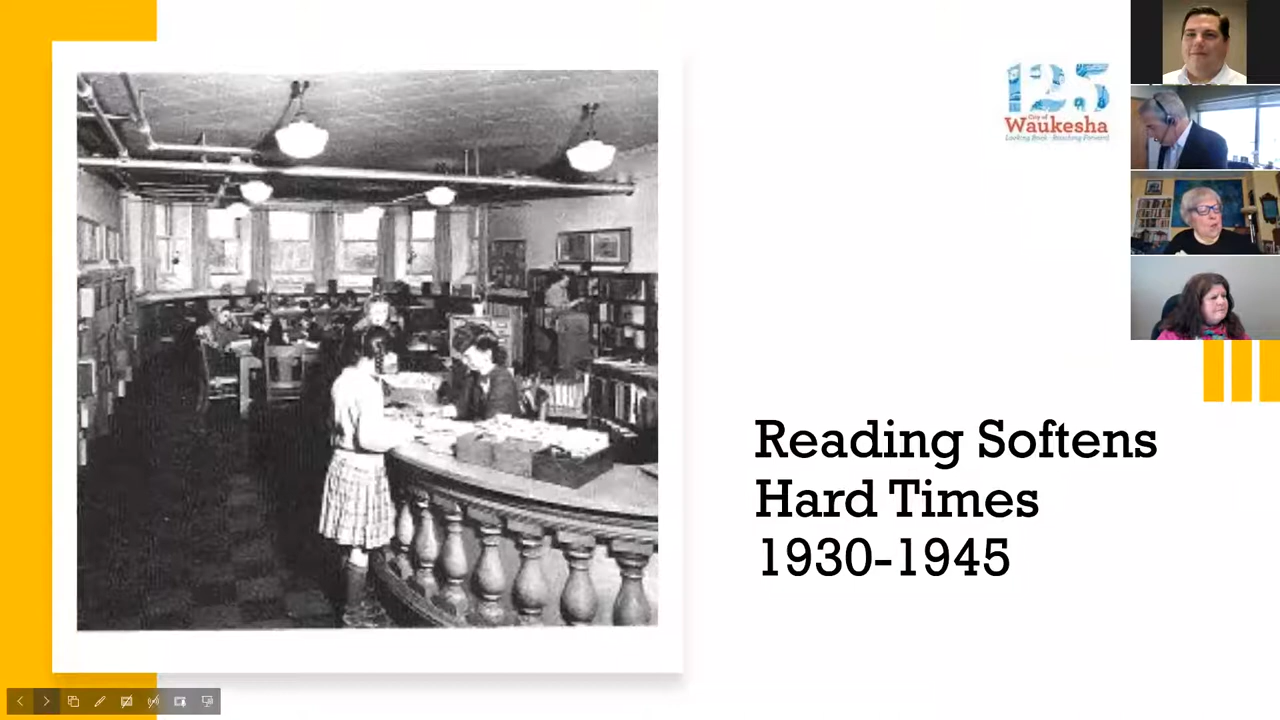 125
City of
Waukesha
Looking Back - Reaching Forward
Reading Softens
Hard Times
1930-1945